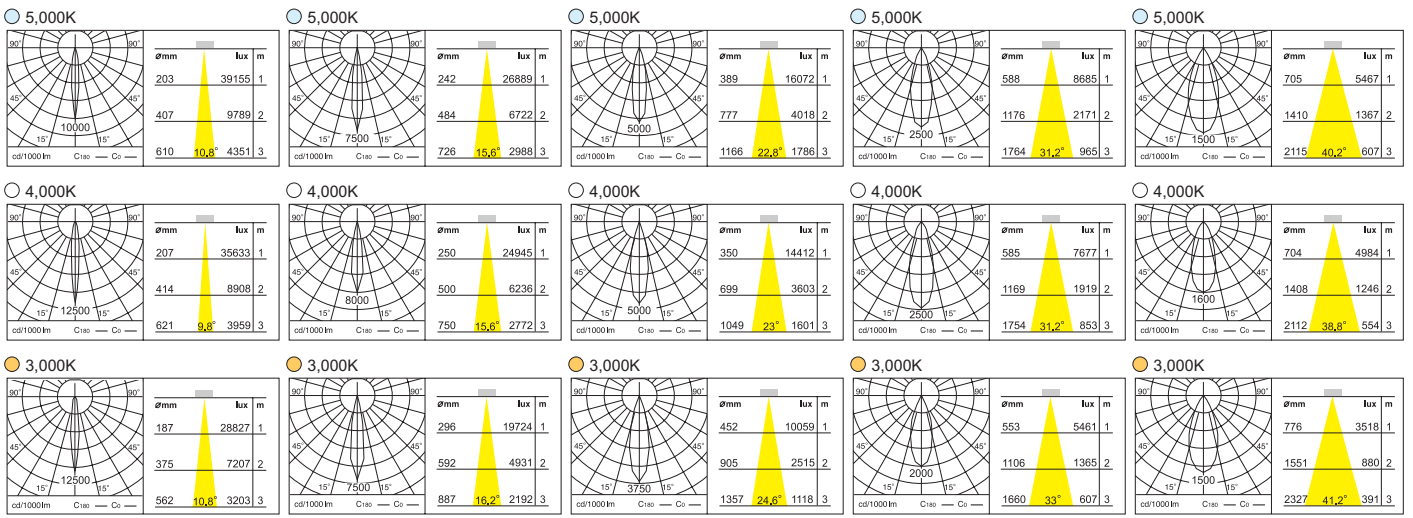 5,000K
90° 90° ømm lux m
203 39155 1
45° 45°
407 9789 2
10000
15° 15°
610 10,8° 4351 3
cd/1000 lm C180 — C0 —
5,000K
90° 90° ømm lux m
242 26889 1
45° 45°
484 6722 2
7500
15° 15°
726 15,6° 2988 3
cd/1000 lm C180 — C0 —
5,000K
90° 90° ømm lux m
389 16072 1
45° 45°
777 4018 2
5000
15° 15°
1166 22,8° 1786 3
cd/1000 lm C180 — C0 —
5,000K
90° 90° ømm lux m
588 8685 1
45° 45°
1176 2171 2
2500
15° 15°
1764 31,2° 965 3
cd/1000 lm C180 — C0 —
5,000K
90° 90° ømm lux m
705 5467 1
45° 45°
1410 1367 2
1500
15° 15°
2115 40,2° 607 3
cd/1000 lm C180 — C0 —
4,000K
90° 90° ømm lux m
207 35633 1
45° 45°
414 8908 2
12500
15° 15°
621 9,8° 3959 3
cd/1000 lm C180 — C0 —
4,000K
90° 90° ømm lux m
250 24945 1
45° 45°
500 6236 2
8000
15° 15°
750 15,6° 2772 3
cd/1000 lm C180 — C0 —
4,000K
90° 90° ømm lux m
350 14412 1
45° 45°
699 3603 2
5000
15° 15°
1049 23° 1601 3
cd/1000 lm C180 — C0 —
4,000K
90° 90° ømm lux m
585 7677 1
45° 45°
1169 1919 2
2500
15° 15°
1754 31,2° 853 3
cd/1000 lm C180 — C0 —
4,000K
90° 90° ømm lux m
704 4984 1
45° 45°
1408 1246 2
1600
15° 15°
2112 38,8° 554 3
cd/1000 lm C180 — C0 —
3,000K
90° 90° ømm lux m
187 28827 1
45° 45°
375 7207 2
12500
15° 15°
562 10,8° 3203 3
cd/1000 lm C180 — C0 —
3,000K
90° 90° ømm lux m
296 19724 1
45° 45°
592 4931 2
7500
15° 15°
887 16,2° 2192 3
cd/1000 lm C180 — C0 —
3,000K
90° 90° ømm lux m
452 10059 1
45° 45°
905 2515 2
3750
15° 15°
1357 24,6° 1118 3
cd/1000 lm C180 — C0 —
3,000K
90° 90° ømm lux m
553 5461 1
45° 45°
1106 1365 2
2000
15° 15°
1660 33° 607 3
cd/1000 lm C180 — C0 —
3,000K
90° 90° ømm lux m
776 3518 1
45° 45°
1551 880 2
1500
15° 15°
2327 41,2° 391 3
cd/1000 lm C180 — C0 —